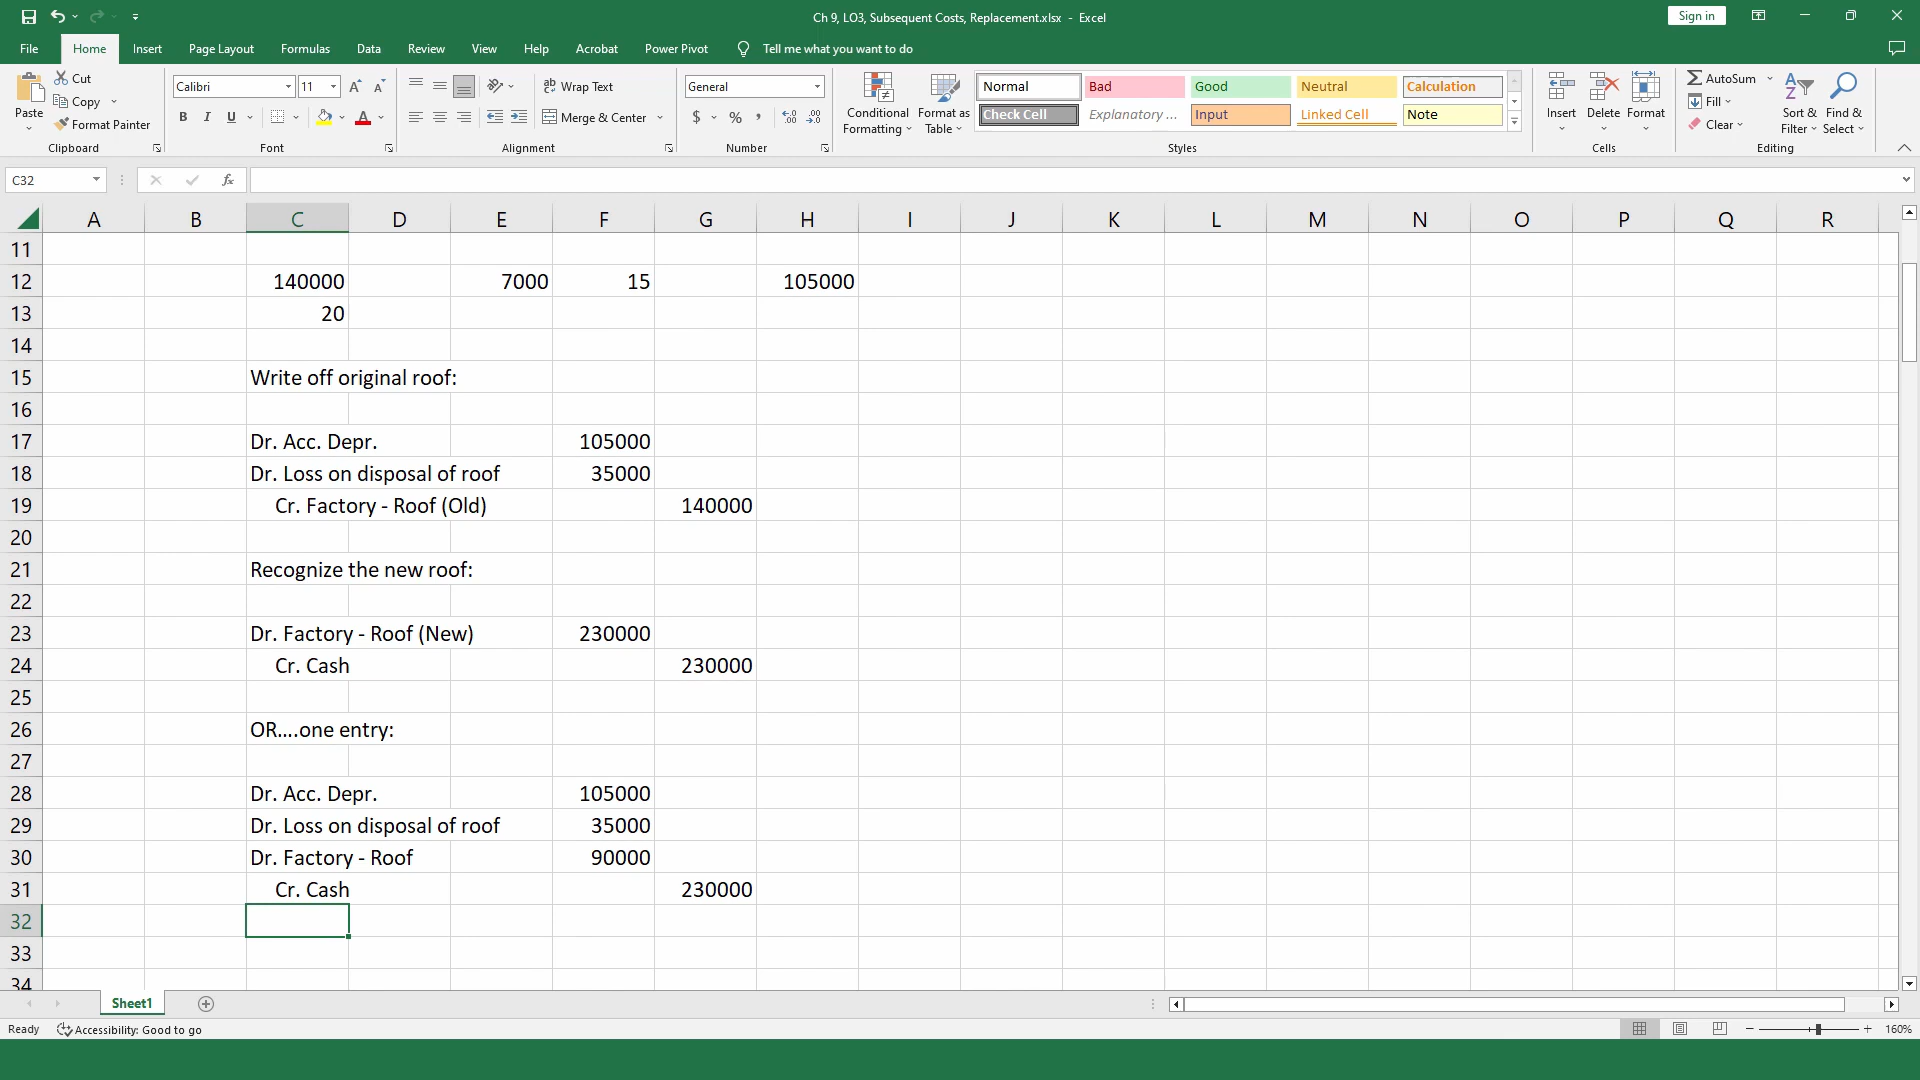 Ch 9, LO3, Subsequent Costs, Replacement.xlsx - Excel
Sign in
File Home Insert Page Layout Formulas Data Review View Help Acrobat Power Pivot Tell me what you want to do
Paste
Cut
Copy
Format Painter
Clipboard
Calibri 11
B I U
Font
Wrap Text
Merge & Center
Alignment
General
$ % ,
Number
Conditional Formatting
Format as Table
Normal Bad Good Neutral Calculation
Check Cell Explanatory ... Input Linked Cell Note
Styles
Insert Delete Format
Cells
AutoSum
Fill
Clear
Sort & Filter
Find & Select
Editing
C32 fx
A B C D E F G H I J K L M N O P Q R
11
12 140000 7000 15 105000
13 20
14
15 Write off original roof:
16
17 Dr. Acc. Depr. 105000
18 Dr. Loss on disposal of roof 35000
19 Cr. Factory - Roof (Old) 140000
20
21 Recognize the new roof:
22
23 Dr. Factory - Roof (New) 230000
24 Cr. Cash 230000
25
26 OR....one entry:
27
28 Dr. Acc. Depr. 105000
29 Dr. Loss on disposal of roof 35000
30 Dr. Factory - Roof 90000
31 Cr. Cash 230000
32
33
34
Sheet1
Ready Accessibility: Good to go 160%